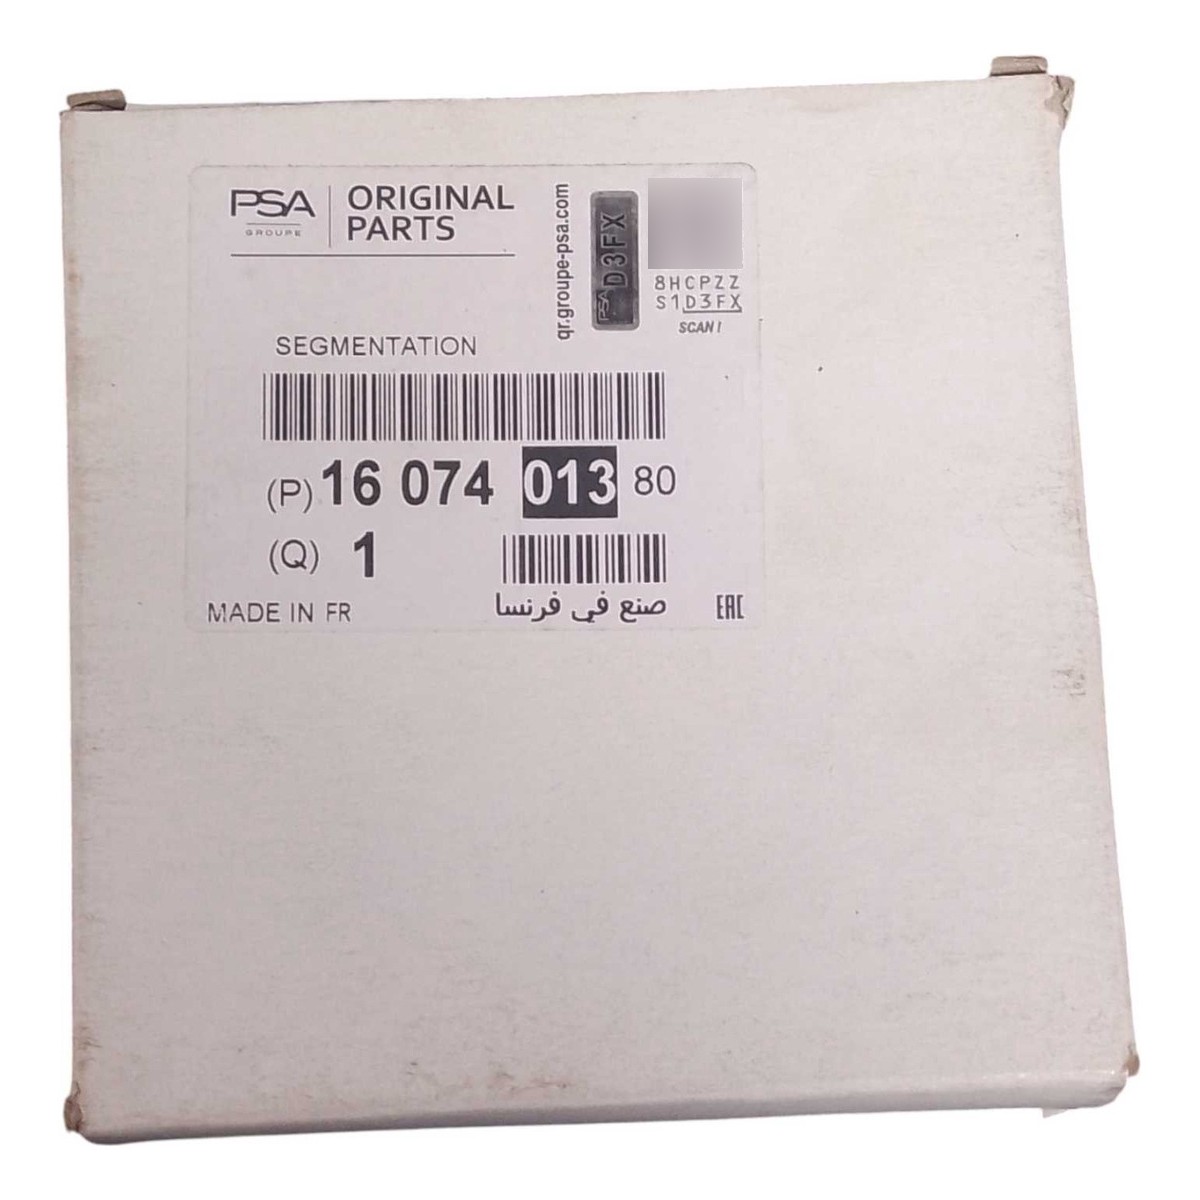 PSA
GROUPE
ORIGINAL
PARTS
qr.groupe-psa.com
PSA D3FX
8HCPZZ
S1D3FX
SCAN!
SEGMENTATION
(P) 16 074 013 80
(Q) 1
MADE IN FR
صنع في فرنسا
EAC